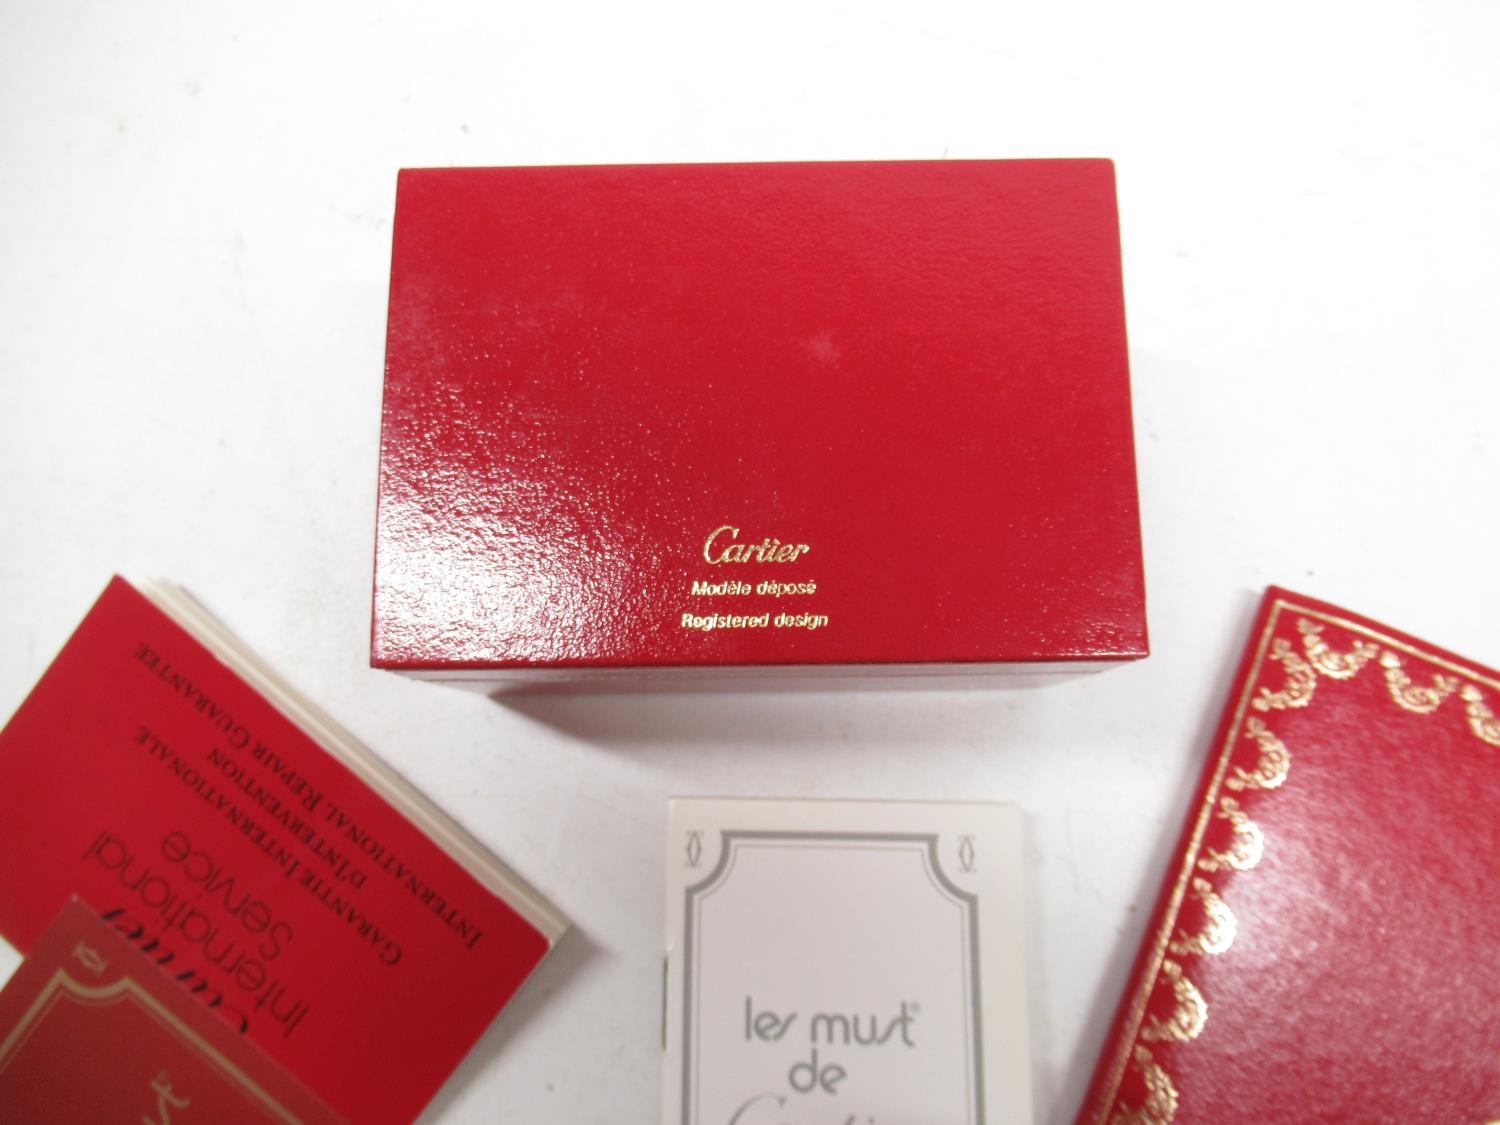 Cartier
Modèle déposé
Registered design
GARANTIE INTERNATIONALE
D'INTERVENTION
INTERNATIONAL REPAIR GUARANTEE
International
Service
les must®
de